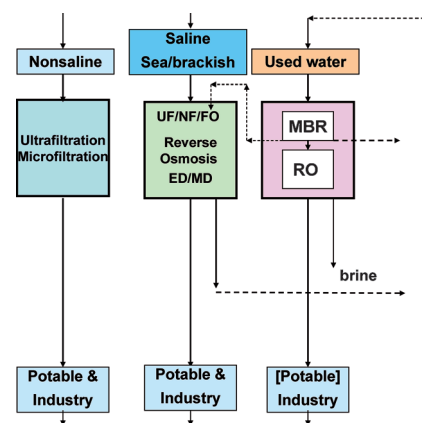 Nonsaline
Saline
Sea/brackish
Used water
Ultrafiltration
Microfiltration
UF/NF/FO
Reverse
Osmosis
ED/MD
MBR
RO
brine
Potable &
Industry
Potable &
Industry
[Potable]
Industry